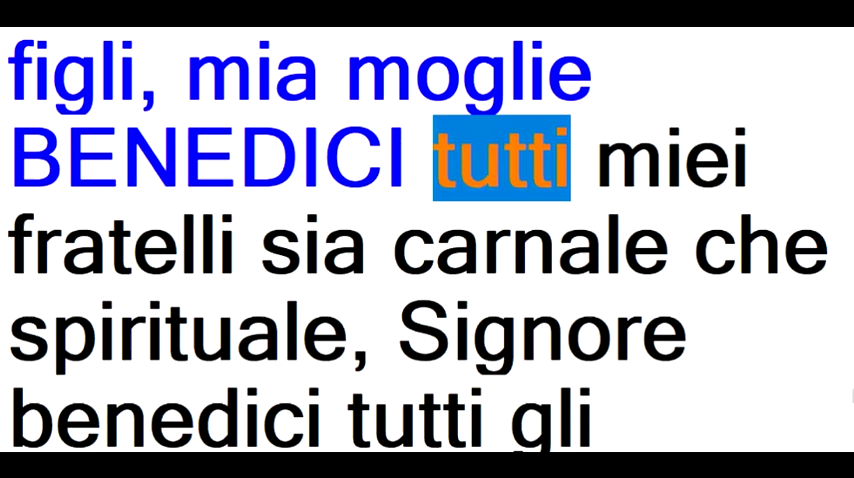 figli, mia moglie
BENEDICI tutti miei
fratelli sia carnale che
spirituale, Signore
benedici tutti gli